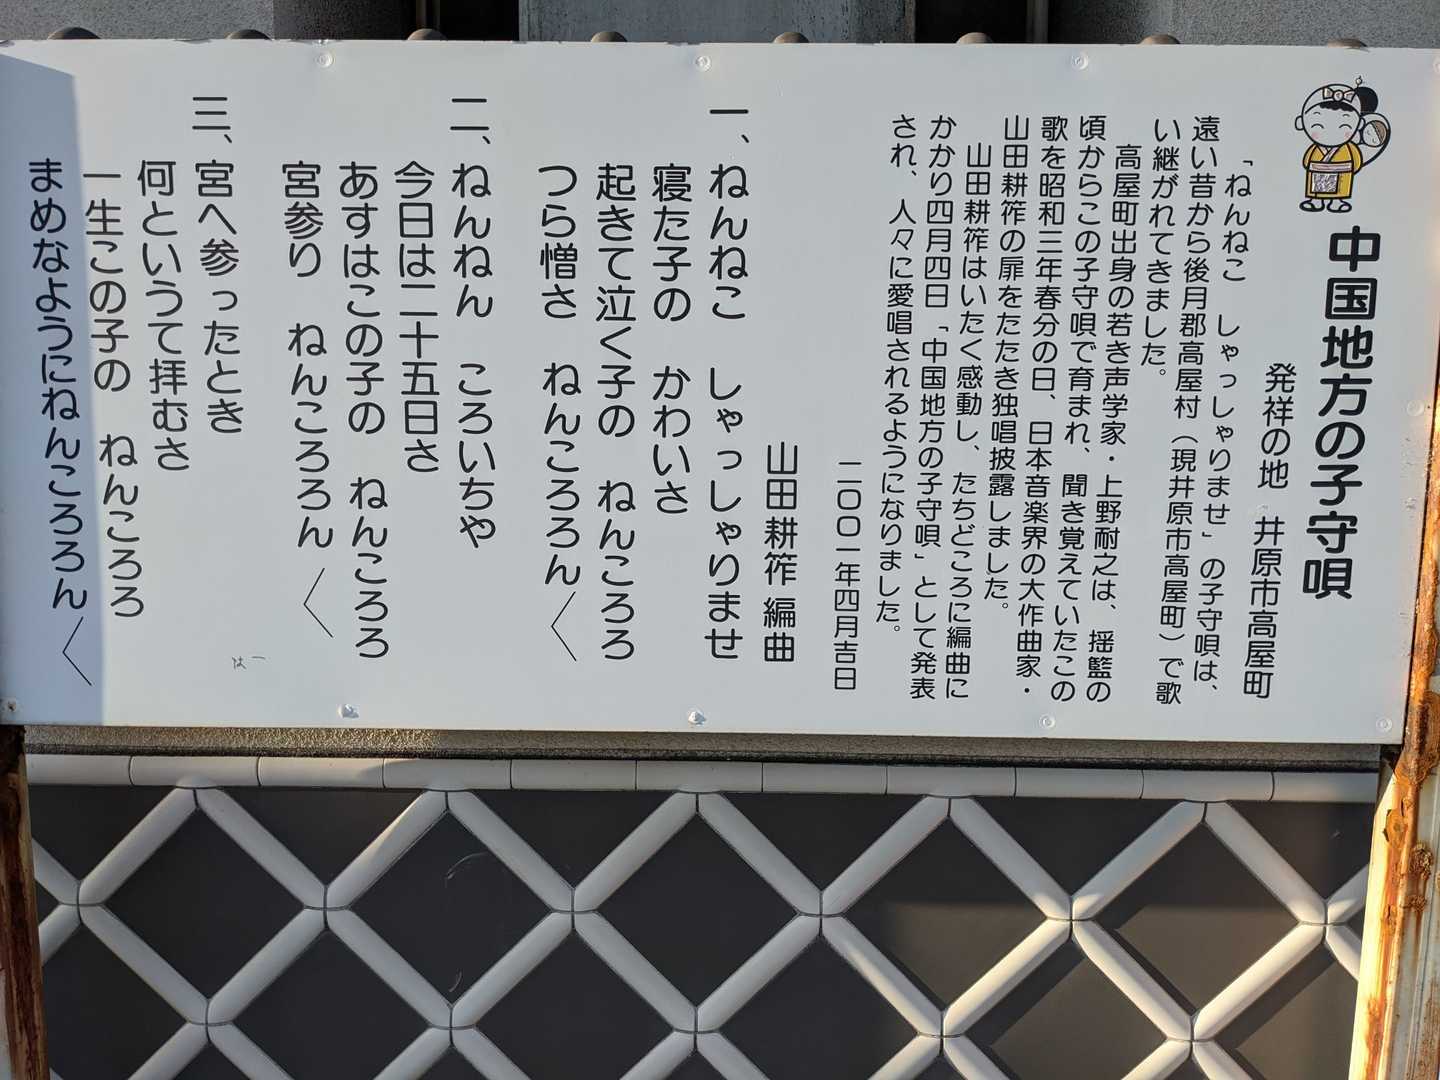 中国地方の子守唄
発祥の地　井原市高屋町
「ねんねこ　しゃっしゃりませ」の子守唄は、
遠い昔から後月郡高屋村（現井原市高屋町）で歌
い継がれてきました。
高屋町出身の若き声学家・上野耐之は、揺籃の
頃からこの子守唄で育まれ、聞き覚えていたこの
歌を昭和三年春分の日、日本音楽界の大作曲家・
山田耕筰の扉をたたき独唱披露しました。
山田耕筰はいたく感動し、たちどころに編曲に
かかり四月四日「中国地方の子守唄」として発表
され、人々に愛唱されるようになりました。
二〇〇一年四月吉日
山田耕筰 編曲
一、ねんねこ　しゃっしゃりませ
寝た子の　かわいさ
起きて泣く子の　ねんころろ
つら憎さ　ねんころろん〱
二、ねんねん　ころいちや
今日は二十五日さ
あすはこの子の　ねんころろ
宮参り　ねんころろん　〱
三、宮へ参ったとき
何というて拝むさ
一生この子の　ねんころろ
まめなようにねんころろん〱